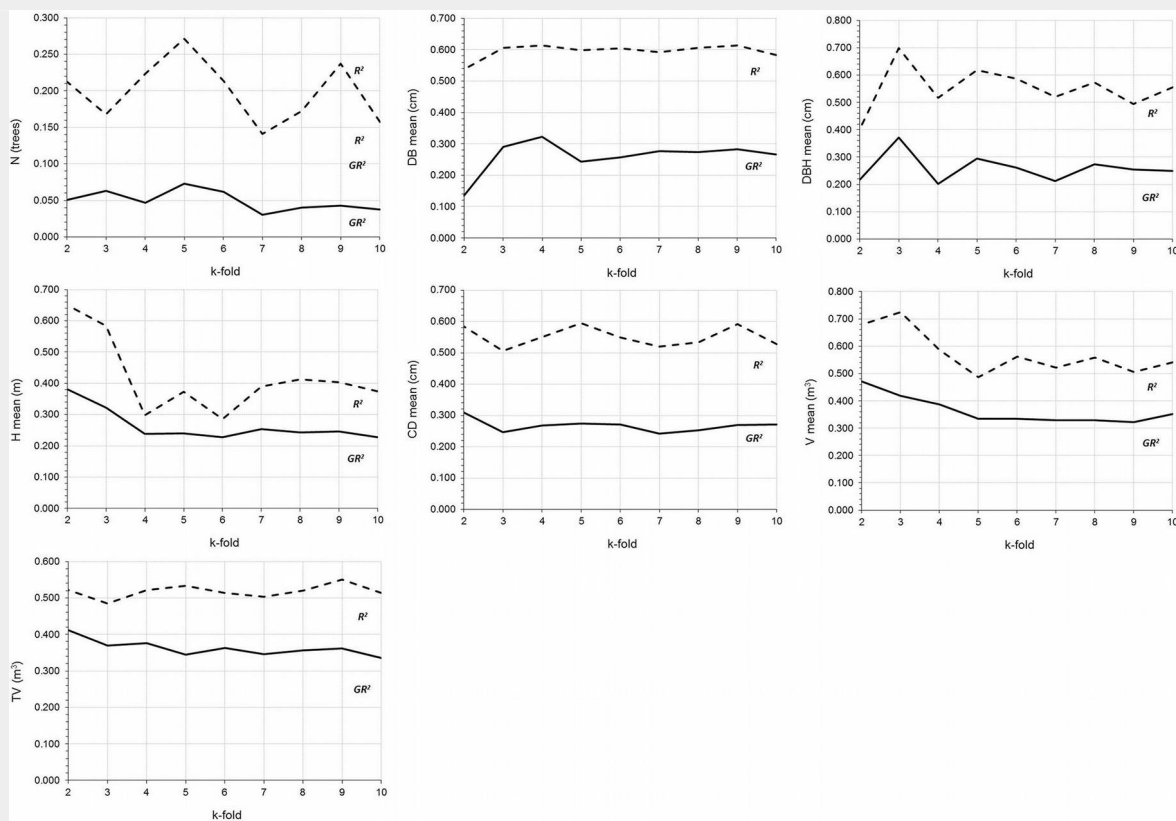 0.300
0.250
0.200
0.150
0.100
0.050
0.000
N (trees)
R²
R²
GR²
GR²
2 3 4 5 6 7 8 9 10
k-fold
0.700
0.600
0.500
0.400
0.300
0.200
0.100
0.000
DB mean (cm)
R²
GR²
2 3 4 5 6 7 8 9 10
k-fold
0.800
0.700
0.600
0.500
0.400
0.300
0.200
0.100
0.000
DBH mean (cm)
R²
GR²
2 3 4 5 6 7 8 9 10
k-fold
0.700
0.600
0.500
0.400
0.300
0.200
0.100
0.000
H mean (m)
R²
GR²
2 3 4 5 6 7 8 9 10
k-fold
0.700
0.600
0.500
0.400
0.300
0.200
0.100
0.000
CD mean (cm)
R²
GR²
2 3 4 5 6 7 8 9 10
k-fold
0.800
0.700
0.600
0.500
0.400
0.300
0.200
0.100
0.000
V mean (m³)
R²
GR²
2 3 4 5 6 7 8 9 10
k-fold
0.600
0.500
0.400
0.300
0.200
0.100
0.000
TV (m³)
R²
GR²
2 3 4 5 6 7 8 9 10
k-fold